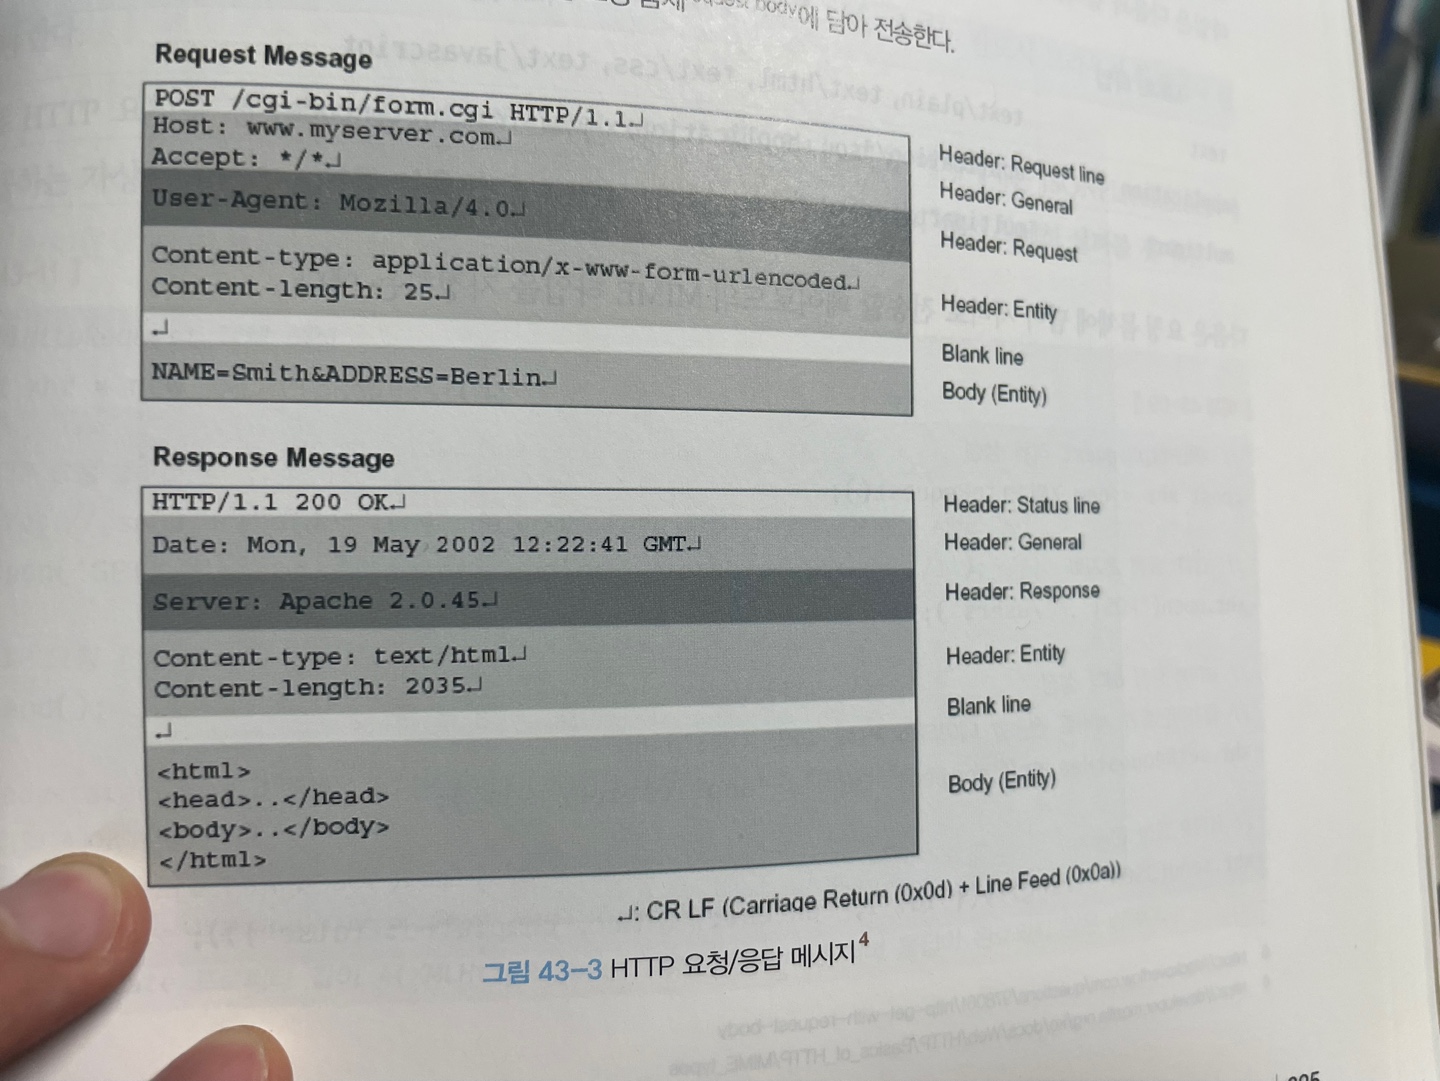 에 담아 전송한다.
Request Message
POST /cgi-bin/form.cgi HTTP/1.1↵
Host: www.myserver.com↵
Accept: */*↵
User-Agent: Mozilla/4.0↵
Content-type: application/x-www-form-urlencoded↵
Content-length: 25↵
↵
NAME=Smith&ADDRESS=Berlin↵
Header: Request line
Header: General
Header: Request
Header: Entity
Blank line
Body (Entity)
Response Message
HTTP/1.1 200 OK↵
Date: Mon, 19 May 2002 12:22:41 GMT↵
Server: Apache 2.0.45↵
Content-type: text/html↵
Content-length: 2035↵
↵
<html>
<head>..</head>
<body>..</body>
</html>
Header: Status line
Header: General
Header: Response
Header: Entity
Blank line
Body (Entity)
↵: CR LF (Carriage Return (0x0d) + Line Feed (0x0a))
그림 43-3 HTTP 요청/응답 메시지4